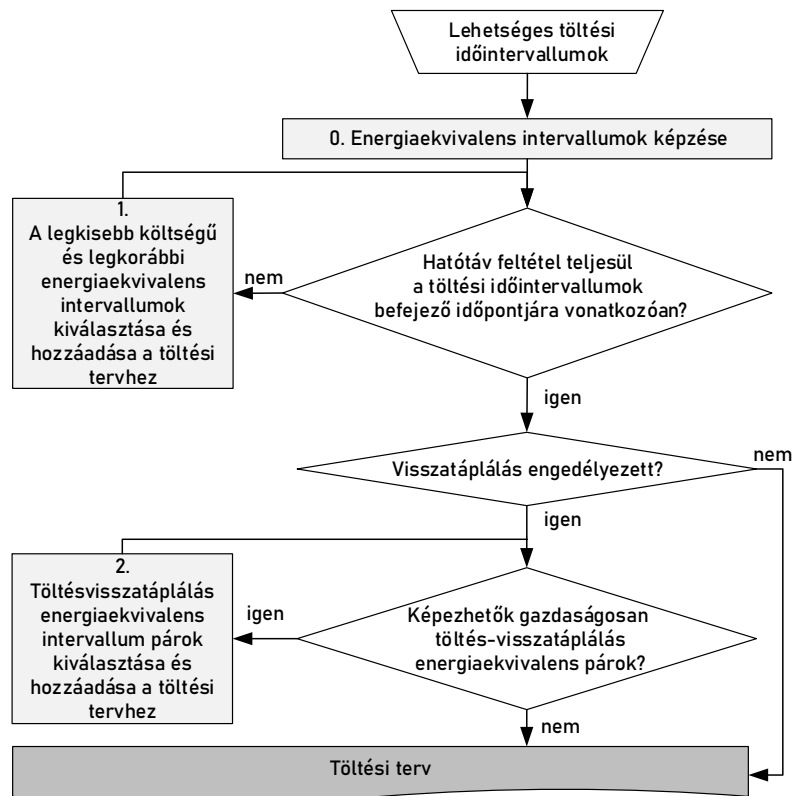 Lehetséges töltési
időintervallumok
0. Energiaekvivalens intervallumok képzése
1.
A legkisebb költségű
és legkorábbi
energiaekvivalens
intervallumok
kiválasztása és
hozzáadása a töltési
tervhez
nem
Hatótáv feltétel teljesül
a töltési időintervallumok
befejező időpontjára vonatkozóan?
igen
Visszatáplálás engedélyezett?
nem
igen
2.
Töltésvisszatáplálás
energiaekvivalens
intervallum párok
kiválasztása és
hozzáadása a töltési
tervhez
igen
Képezhetők gazdaságosan
töltés-visszatáplálás
energiaekvivalens párok?
nem
Töltési terv